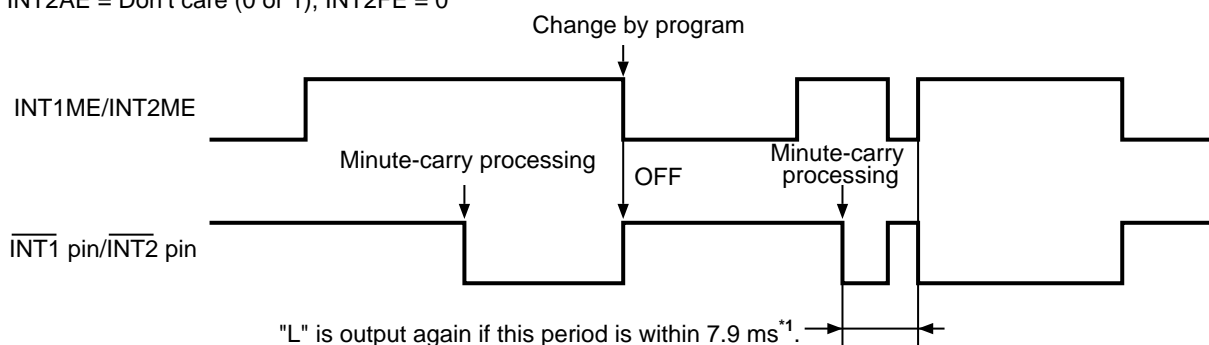 INT2AE = Don't care (0 or 1), INT2FE = 0
Change by program
INT1ME/INT2ME
Minute-carry processing
OFF
Minute-carry
processing
INT1 pin/INT2 pin
"L" is output again if this period is within 7.9 ms*1.